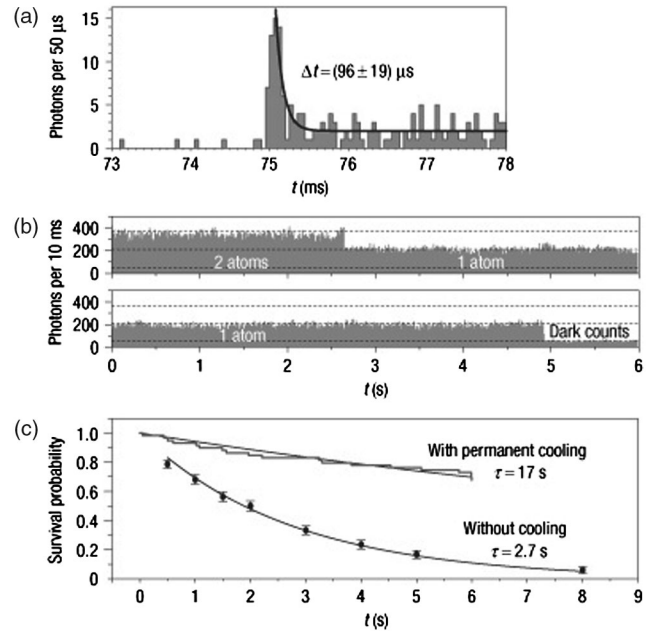 (a)
Photons per 50 μs
15
10
5
0
Δt=(96±19) μs
73 74 75 76 77 78
t (ms)
(b)
Photons per 10 ms
400
200
0
2 atoms 1 atom
400
200
0
1 atom Dark counts
0 1 2 3 4 5 6
t (s)
(c)
Survival probability
1.0
0.8
0.6
0.4
0.2
0
With permanent cooling
τ = 17 s
Without cooling
τ = 2.7 s
0 1 2 3 4 5 6 7 8 9
t (s)